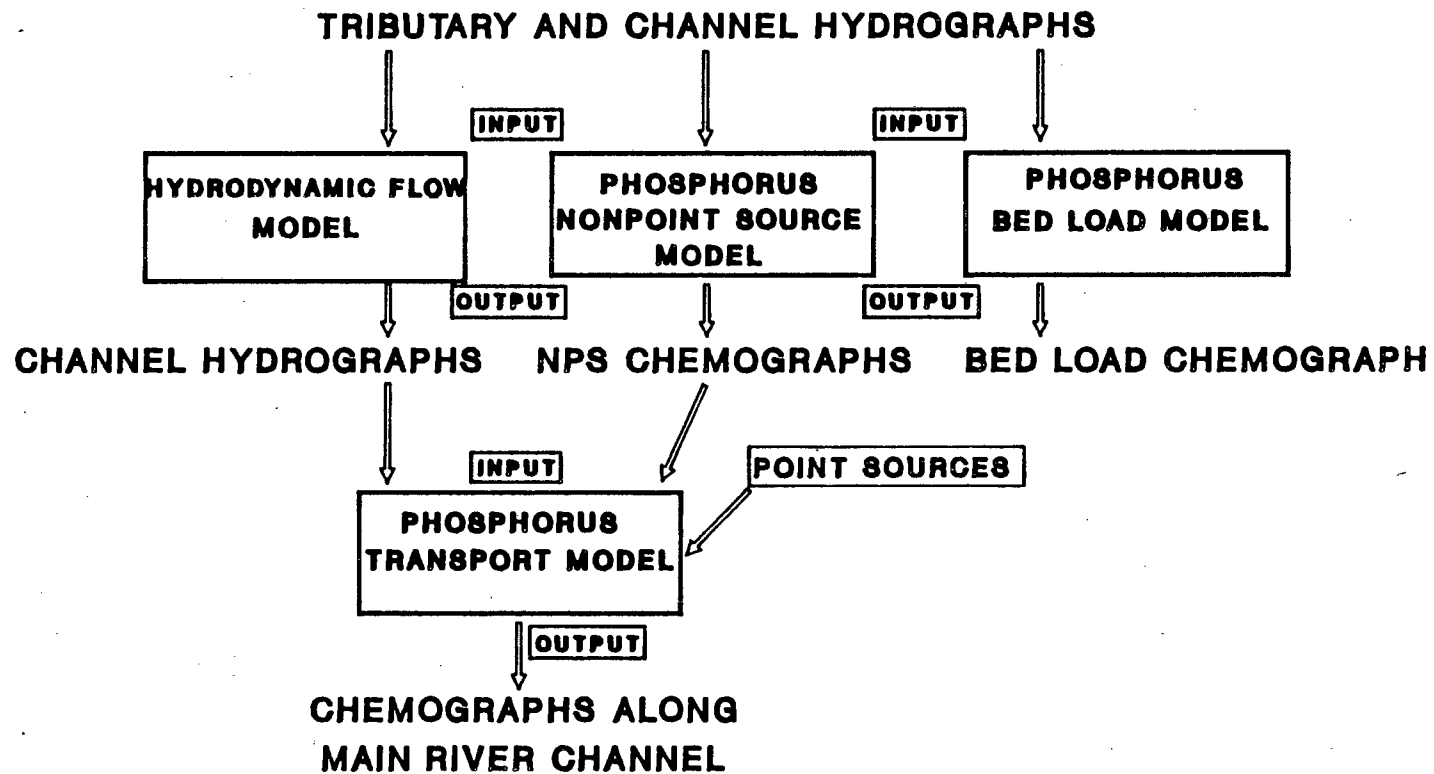 TRIBUTARY AND CHANNEL HYDROGRAPHS
INPUT
INPUT
HYDRODYNAMIC FLOW
MODEL
PHOSPHORUS
NONPOINT SOURCE
MODEL
PHOSPHORUS
BED LOAD MODEL
OUTPUT
OUTPUT
CHANNEL HYDROGRAPHS
NPS CHEMOGRAPHS
BED LOAD CHEMOGRAPH
INPUT
POINT SOURCES
PHOSPHORUS
TRANSPORT MODEL
OUTPUT
CHEMOGRAPHS ALONG
MAIN RIVER CHANNEL